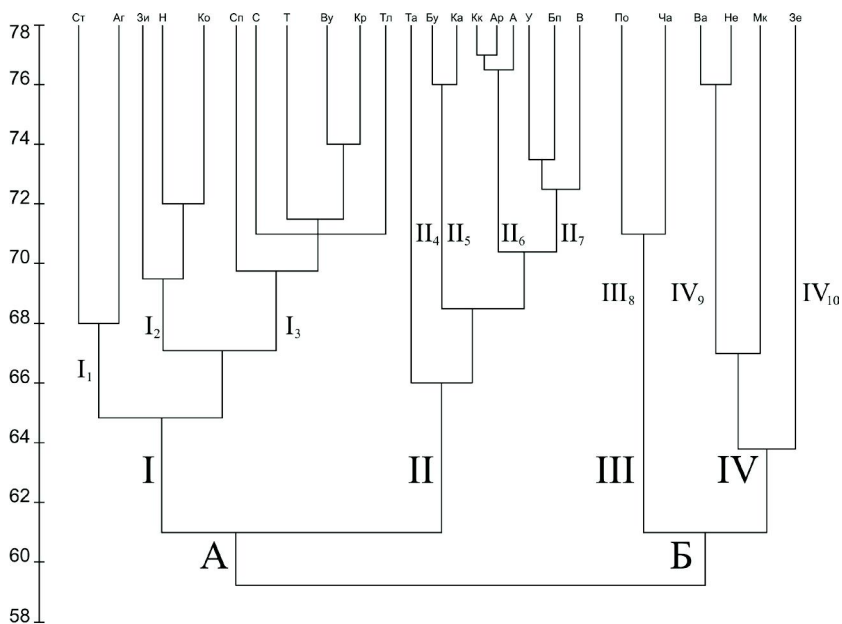 Ст Аг Зи Н Ко Сп С Т Ву Кр Тл Та Бу Ка Кк Ар А У Бп В По Ча Ва Не Мк Зе
78
76
74
72
II₄ II₅ II₆ II₇
70
III₈ IV₉ IV₁₀
68
I₂ I₃
66
I₁
64
I II III IV
62
60
А Б
58